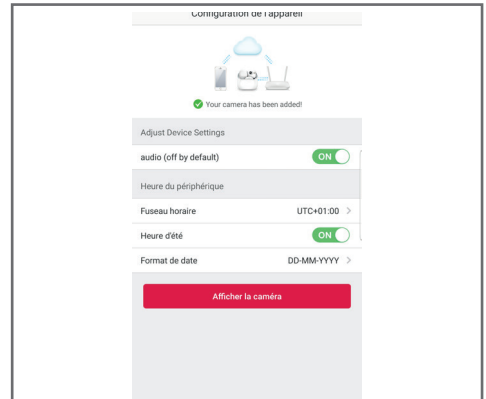 Configuration de l'appareil
Your camera has been added!
Adjust Device Settings
audio (off by default) ON
Heure du périphérique
Fuseau horaire UTC+01:00 >
Heure d'été ON
Format de date DD-MM-YYYY >
Afficher la caméra